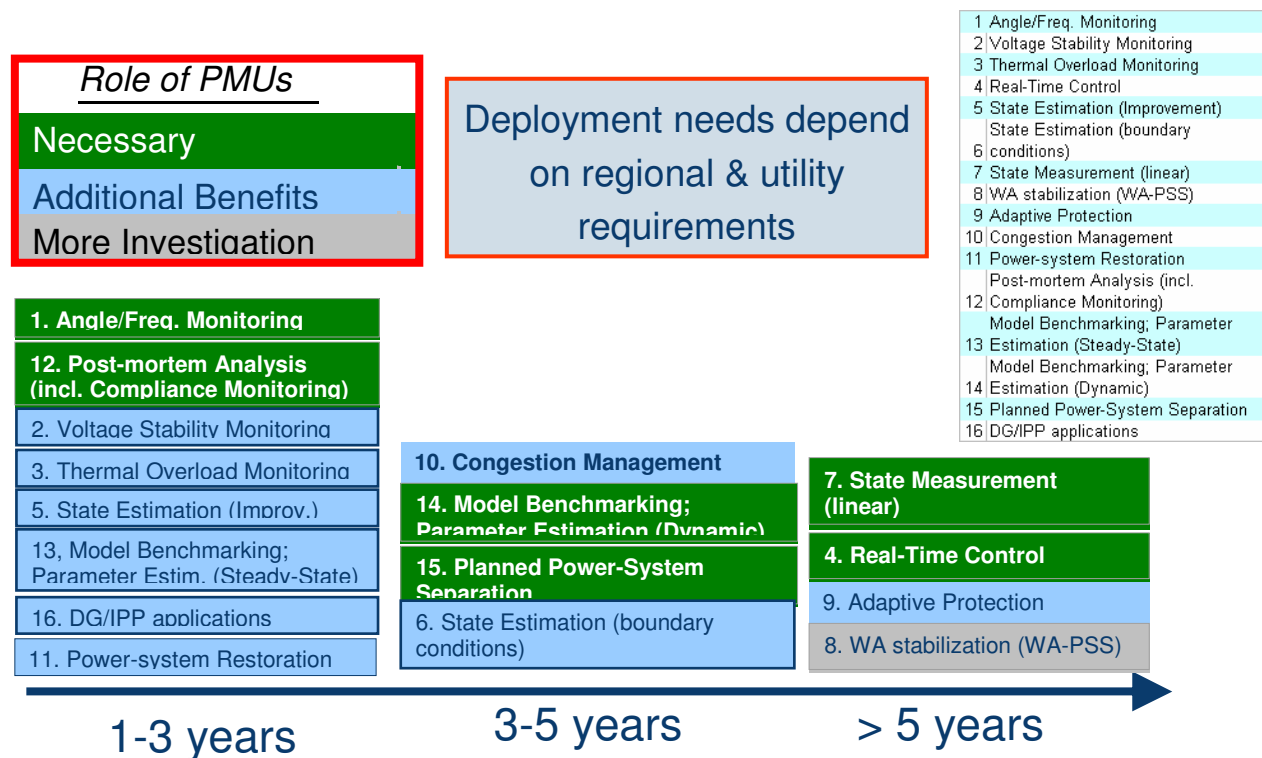 Role of PMUs
Necessary
Additional Benefits
More Investigation
Deployment needs depend
on regional & utility
requirements
1 Angle/Freq. Monitoring
2 Voltage Stability Monitoring
3 Thermal Overload Monitoring
4 Real-Time Control
5 State Estimation (Improvement)
State Estimation (boundary
6 conditions)
7 State Measurement (linear)
8 WA stabilization (WA-PSS)
9 Adaptive Protection
10 Congestion Management
11 Power-system Restoration
Post-mortem Analysis (incl.
12 Compliance Monitoring)
Model Benchmarking; Parameter
13 Estimation (Steady-State)
Model Benchmarking; Parameter
14 Estimation (Dynamic)
15 Planned Power-System Separation
16 DG/IPP applications
1. Angle/Freq. Monitoring
12. Post-mortem Analysis
(incl. Compliance Monitoring)
2. Voltage Stability Monitoring
3. Thermal Overload Monitoring
5. State Estimation (Improv.)
13, Model Benchmarking;
Parameter Estim. (Steady-State)
16. DG/IPP applications
11. Power-system Restoration
10. Congestion Management
14. Model Benchmarking;
Parameter Estimation (Dynamic)
15. Planned Power-System
Separation
6. State Estimation (boundary
conditions)
7. State Measurement
(linear)
4. Real-Time Control
9. Adaptive Protection
8. WA stabilization (WA-PSS)
1-3 years
3-5 years
> 5 years